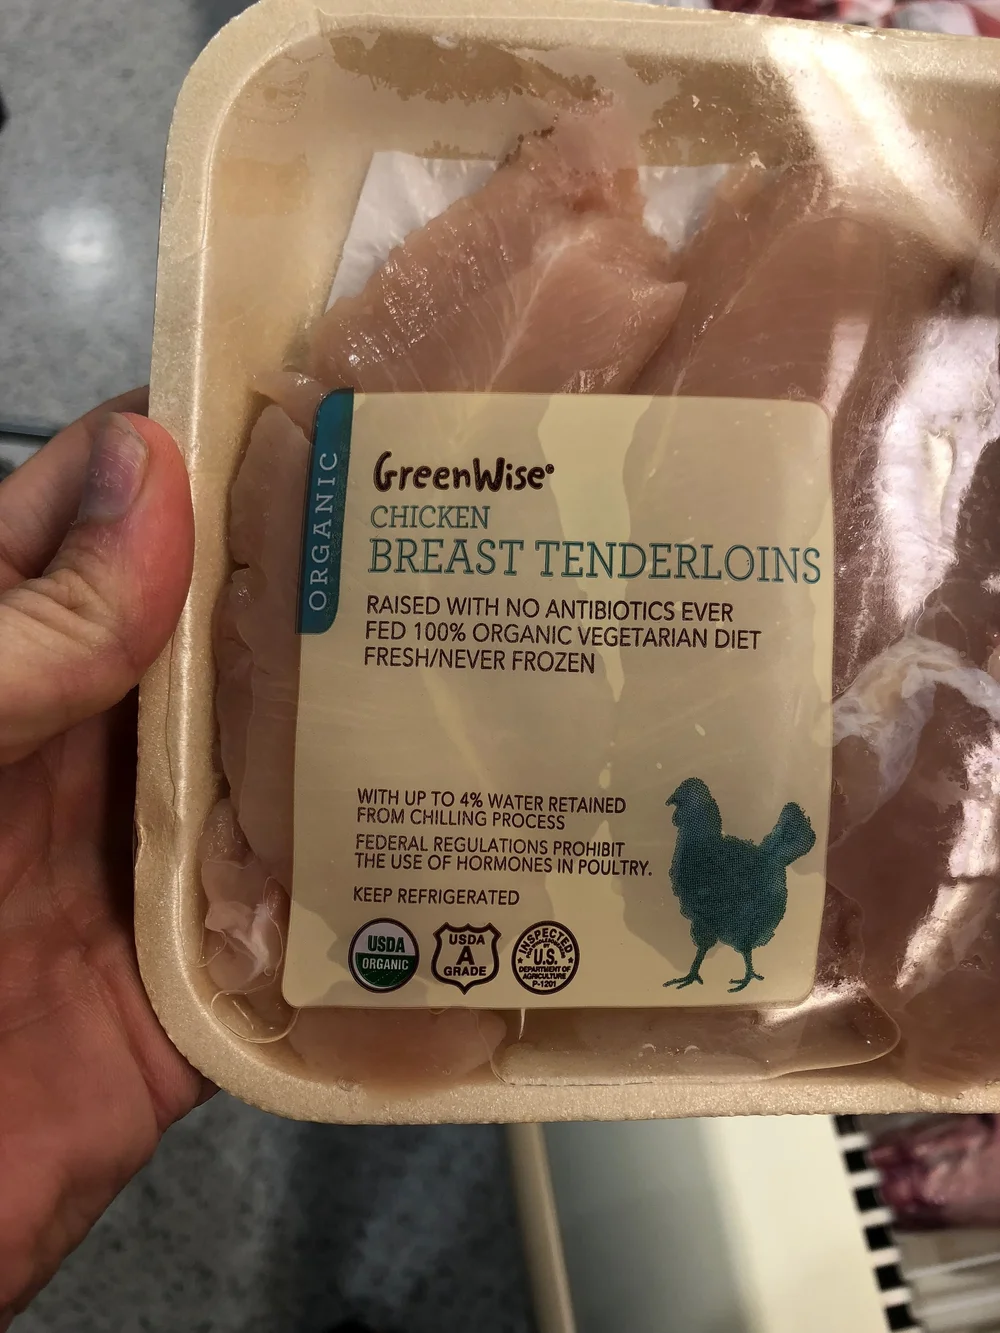 ORGANIC
GreenWise®
CHICKEN
BREAST TENDERLOINS
RAISED WITH NO ANTIBIOTICS EVER
FED 100% ORGANIC VEGETARIAN DIET
FRESH/NEVER FROZEN
WITH UP TO 4% WATER RETAINED
FROM CHILLING PROCESS
FEDERAL REGULATIONS PROHIBIT
THE USE OF HORMONES IN POULTRY.
KEEP REFRIGERATED
USDA
ORGANIC
USDA
A
GRADE
INSPECTED
U.S.
DEPARTMENT OF
AGRICULTURE
P-1201